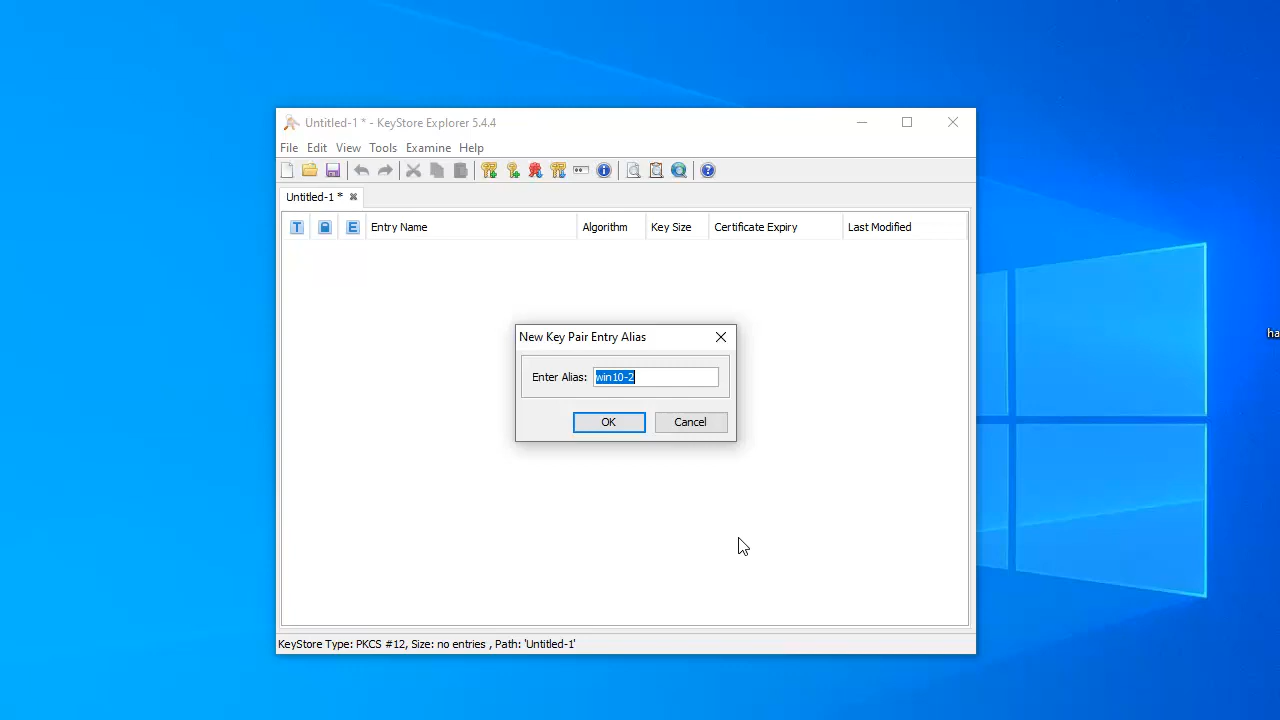 Untitled-1 * - KeyStore Explorer 5.4.4
File Edit View Tools Examine Help
Untitled-1 *
T E Entry Name Algorithm Key Size Certificate Expiry Last Modified
New Key Pair Entry Alias
Enter Alias: win10-2
OK Cancel
ha
KeyStore Type: PKCS #12, Size: no entries , Path: 'Untitled-1'